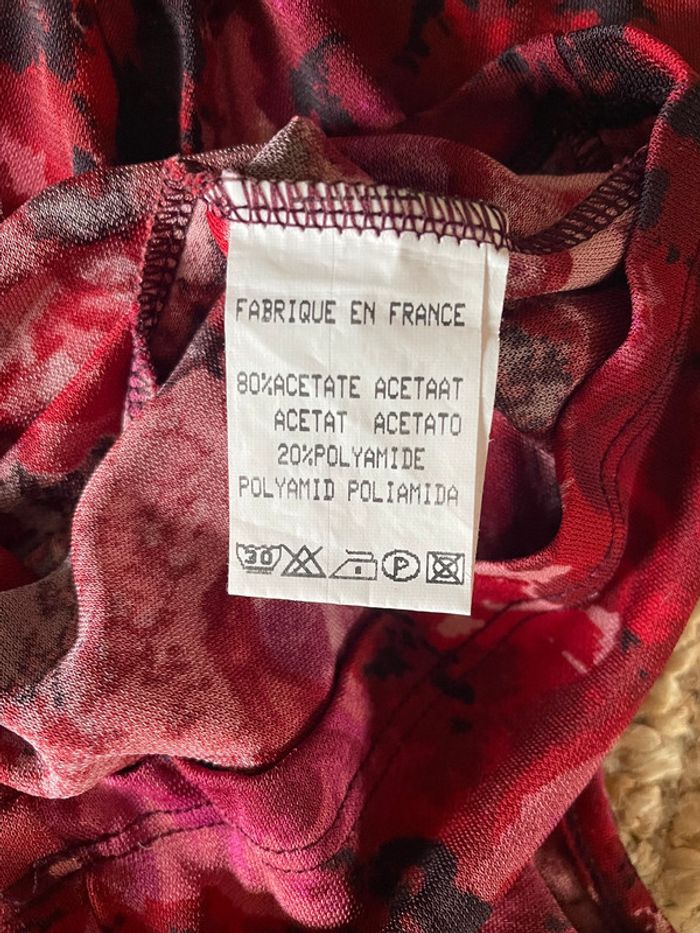 FABRIQUE EN FRANCE
80%ACETATE ACETAAT
ACETAT ACETATO
20%POLYAMIDE
POLYAMID POLIAMIDA
30 P